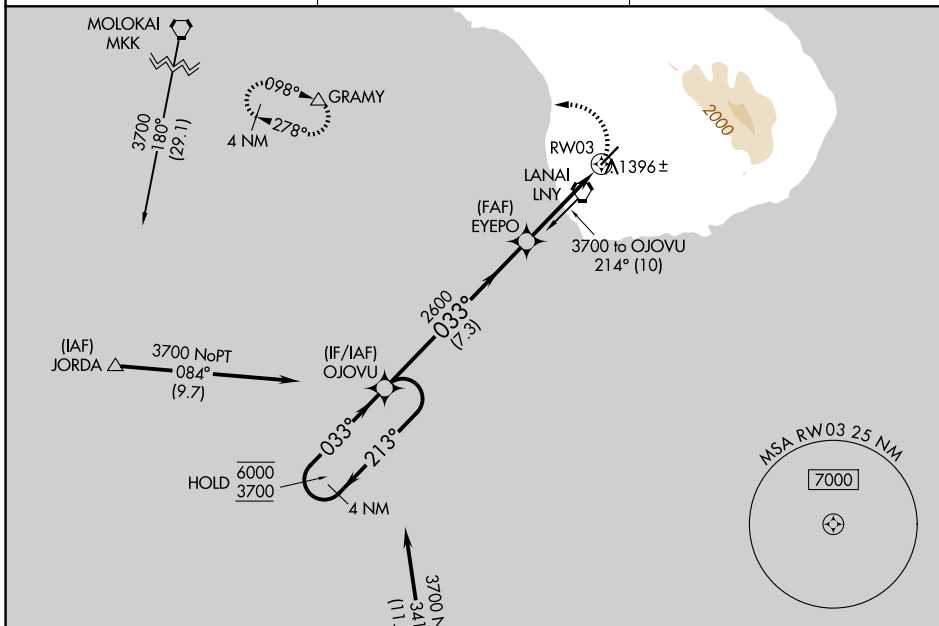 MOLOKAI
MKK
3700
180°
(29.1)
098°
GRAMY
278°
4 NM
2000
RW03
1396 ±
LANAI
LNY
(FAF)
EYEPO
3700 to OJOVU
214° (10)
2600
033°
(7.3)
(IAF)
JORDA
3700 NoPT
084°
(9.7)
(IF/IAF)
OJOVU
033°
213°
HOLD
6000
3700
4 NM
MSA RW03 25 NM
7000
3700 N
341
(11.